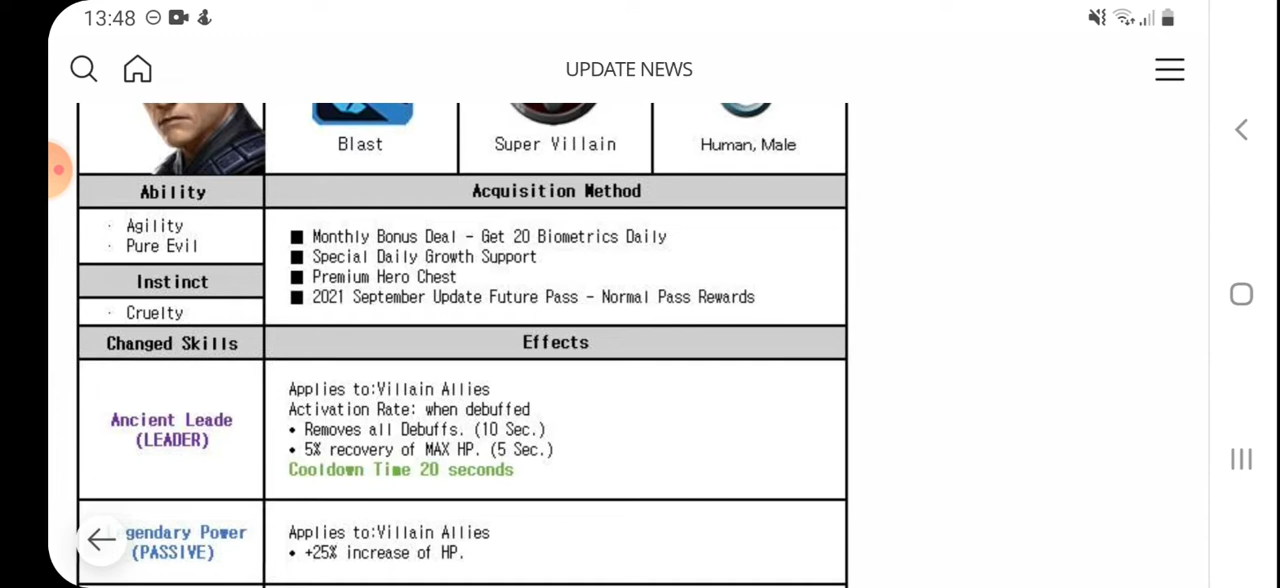 13:48
UPDATE NEWS
Blast
Super Villain
Human, Male
Ability
Acquisition Method
· Agility
· Pure Evil
■ Monthly Bonus Deal - Get 20 Biometrics Daily
■ Special Daily Growth Support
■ Premium Hero Chest
■ 2021 September Update Future Pass - Normal Pass Rewards
Instinct
· Cruelty
Changed Skills
Effects
Ancient Leade
(LEADER)
Applies to:Villain Allies
Activation Rate: when debuffed
• Removes all Debuffs. (10 Sec.)
• 5% recovery of MAX HP. (5 Sec.)
Cooldown Time 20 seconds
gendary Power
(PASSIVE)
Applies to:Villain Allies
• +25% increase of HP.